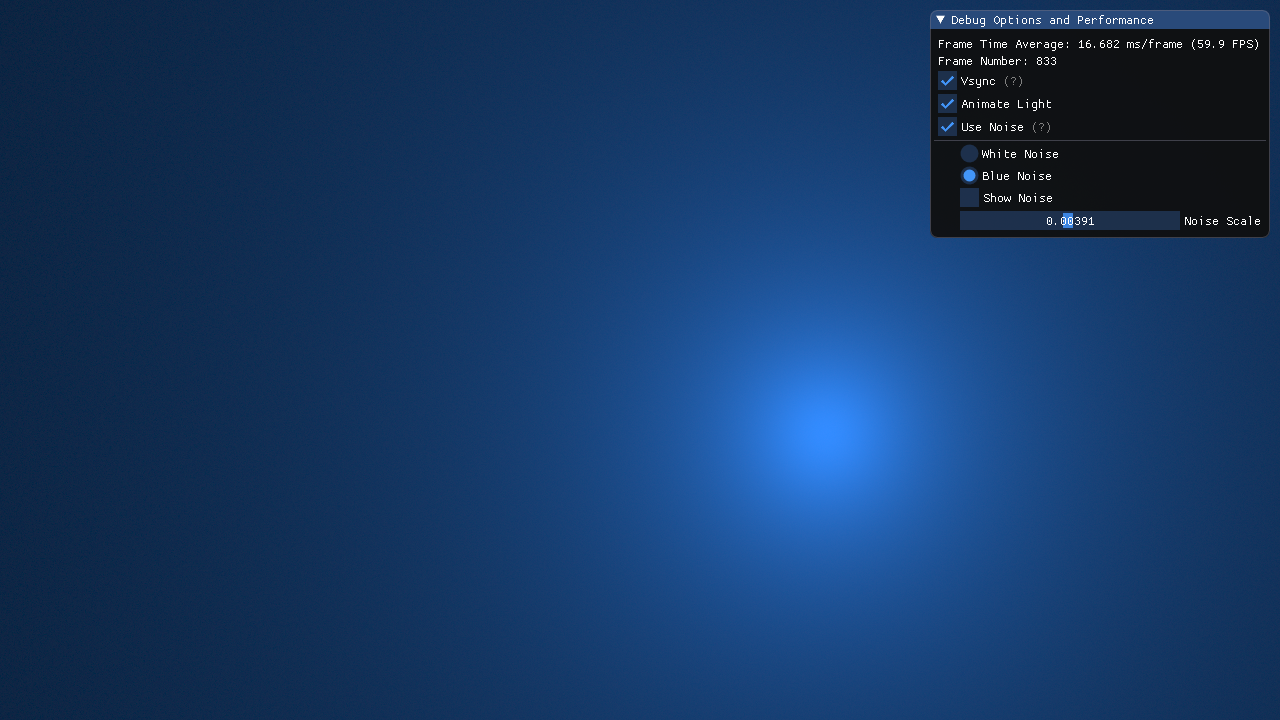 Debug Options and Performance
Frame Time Average: 16.682 ms/frame (59.9 FPS)
Frame Number: 833
Vsync (?)
Animate Light
Use Noise (?)
White Noise
Blue Noise
Show Noise
0.00391 Noise Scale